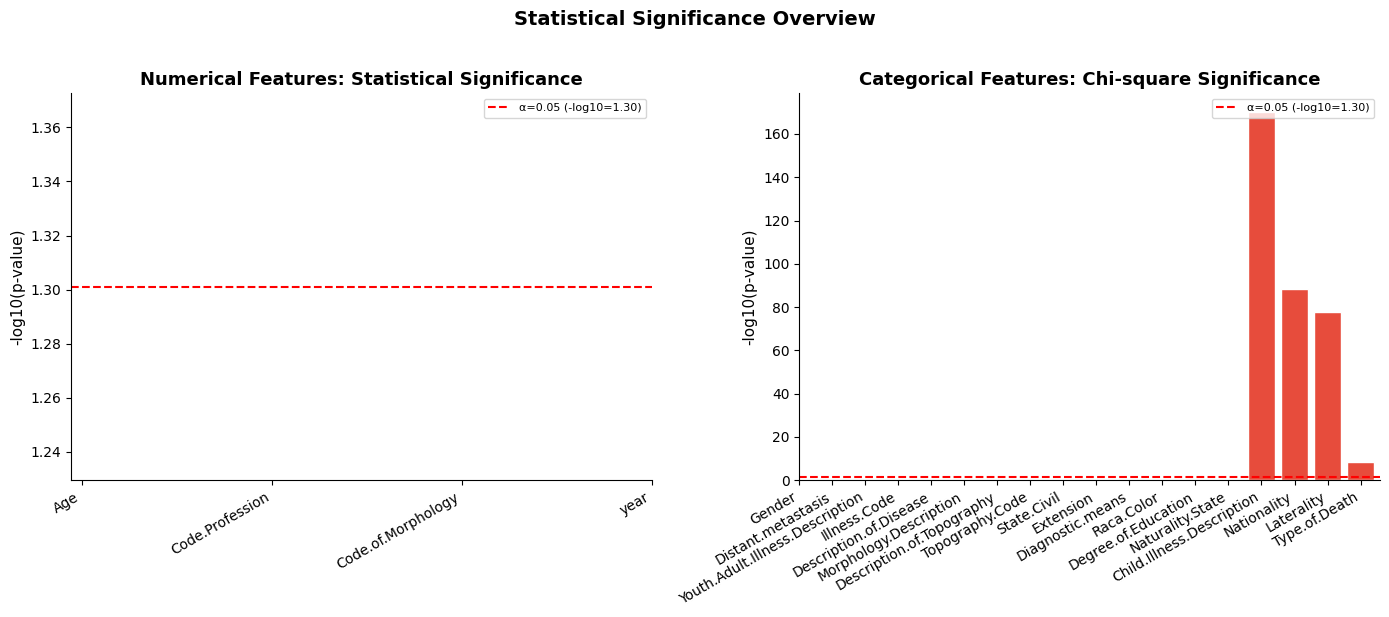 Statistical Significance Overview
Numerical Features: Statistical Significance
α=0.05 (-log10=1.30)
-log10(p-value)
1.36
1.34
1.32
1.30
1.28
1.26
1.24
Age
Code.Profession
Code.of.Morphology
year
Categorical Features: Chi-square Significance
α=0.05 (-log10=1.30)
-log10(p-value)
160
140
120
100
80
60
40
20
0
Gender
Distant.metastasis
Youth.Adult.Illness.Description
Illness.Code
Description.of.Disease
Morphology.Description
Description.of.Topography
Topography.Code
State.Civil
Extension
Diagnostic.means
Raca.Color
Degree.of.Education
Naturality.State
Child.Illness.Description
Nationality
Laterality
Type.of.Death